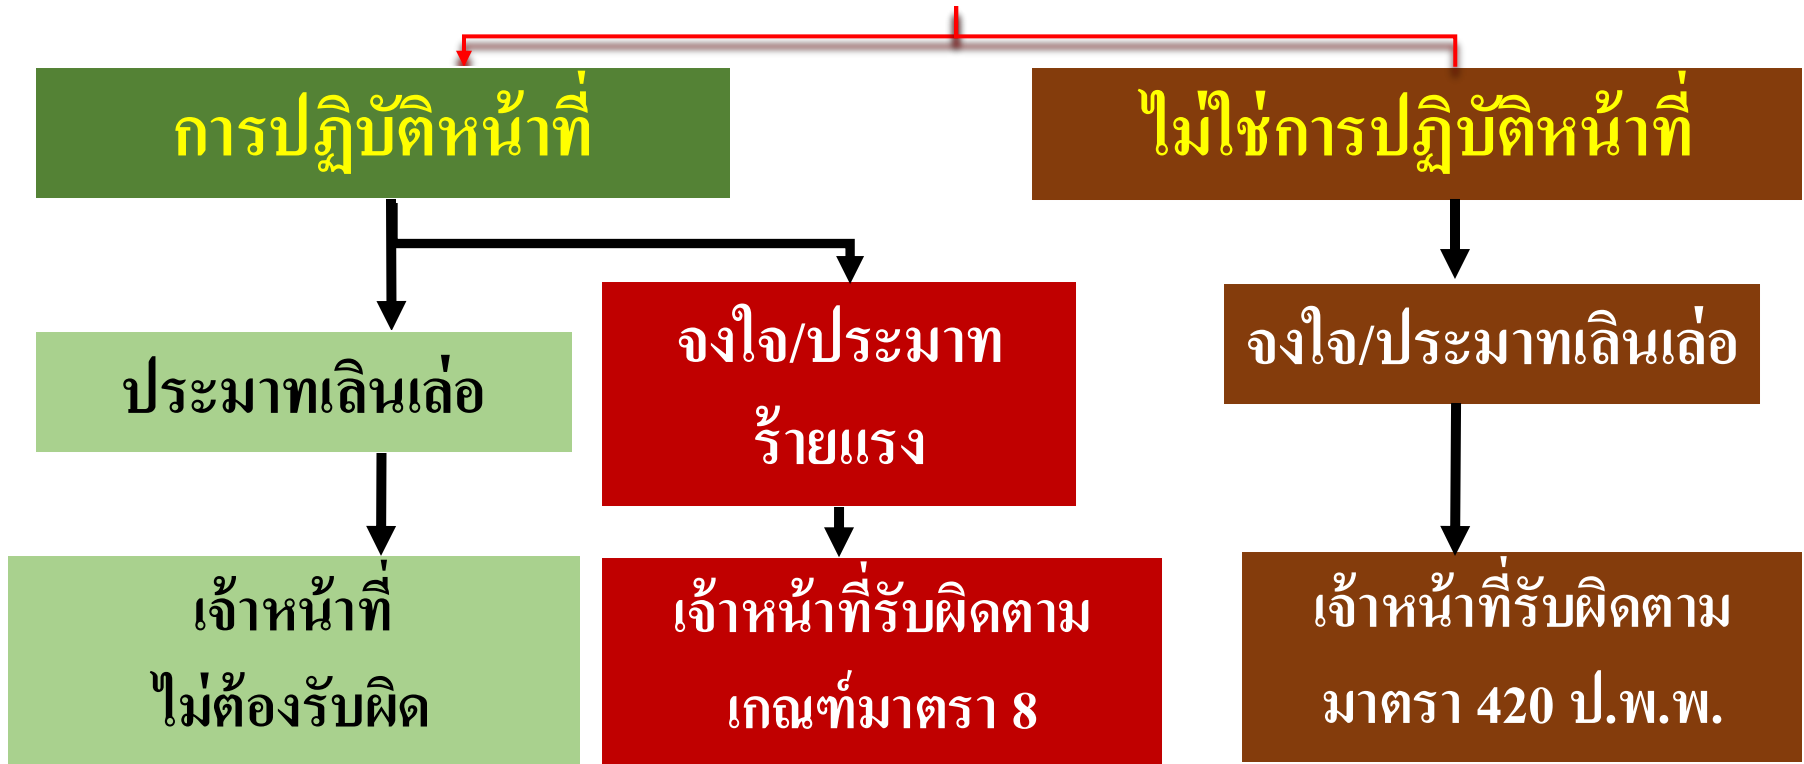 การปฏิบัติหน้าที่
ไม่ใช่การปฏิบัติหน้าที่
ประมาทเลินเล่อ
จงใจ/ประมาท
ร้ายแรง
จงใจ/ประมาทเลินเล่อ
เจ้าหน้าที่
ไม่ต้องรับผิด
เจ้าหน้าที่รับผิดตาม
เกณฑ์มาตรา 8
เจ้าหน้าที่รับผิดตาม
มาตรา 420 ป.พ.พ.